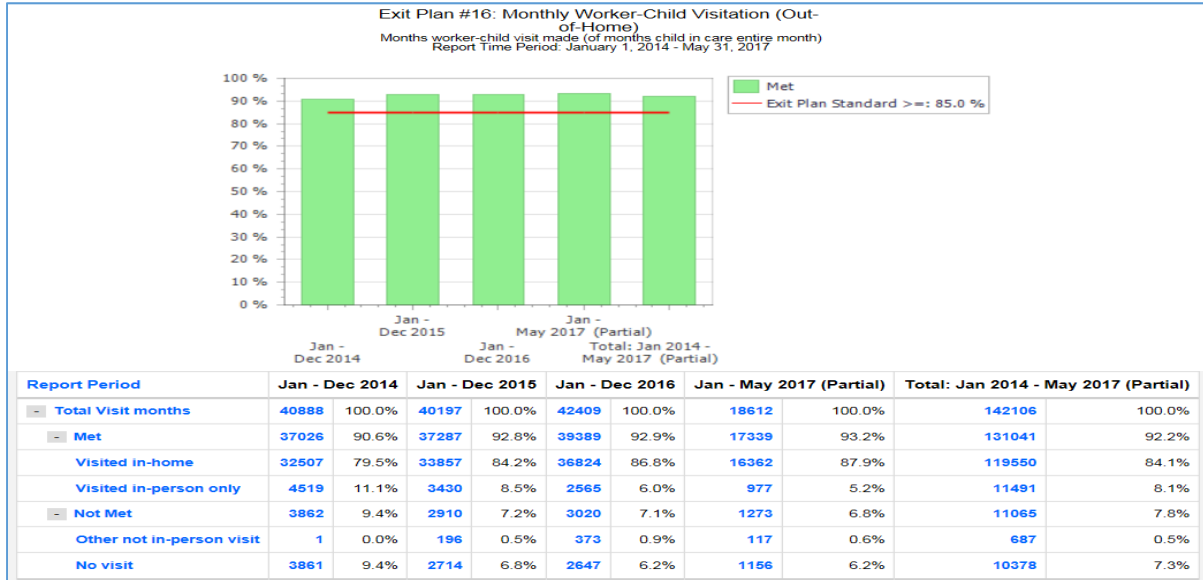 Exit Plan #16: Monthly Worker-Child Visitation (Out-
of-Home)
Months worker-child visit made (of months child in care entire month)
Report Time Period: January 1, 2014 - May 31, 2017
100 %
90 %
80 %
70 %
60 %
50 %
40 %
30 %
20 %
10 %
0 %
Met
Exit Plan Standard >=: 85.0 %
Jan -
Dec 2014
Jan -
Dec 2015
Jan -
Dec 2016
Jan -
May 2017 (Partial)
Total: Jan 2014 -
May 2017 (Partial)
Report Period Jan - Dec 2014 Jan - Dec 2015 Jan - Dec 2016 Jan - May 2017 (Partial) Total: Jan 2014 - May 2017 (Partial)
- Total Visit months 40888 100.0% 40197 100.0% 42409 100.0% 18612 100.0% 142106 100.0%
- Met 37026 90.6% 37287 92.8% 39389 92.9% 17339 93.2% 131041 92.2%
Visited in-home 32507 79.5% 33857 84.2% 36824 86.8% 16362 87.9% 119550 84.1%
Visited in-person only 4519 11.1% 3430 8.5% 2565 6.0% 977 5.2% 11491 8.1%
- Not Met 3862 9.4% 2910 7.2% 3020 7.1% 1273 6.8% 11065 7.8%
Other not in-person visit 1 0.0% 196 0.5% 373 0.9% 117 0.6% 687 0.5%
No visit 3861 9.4% 2714 6.8% 2647 6.2% 1156 6.2% 10378 7.3%